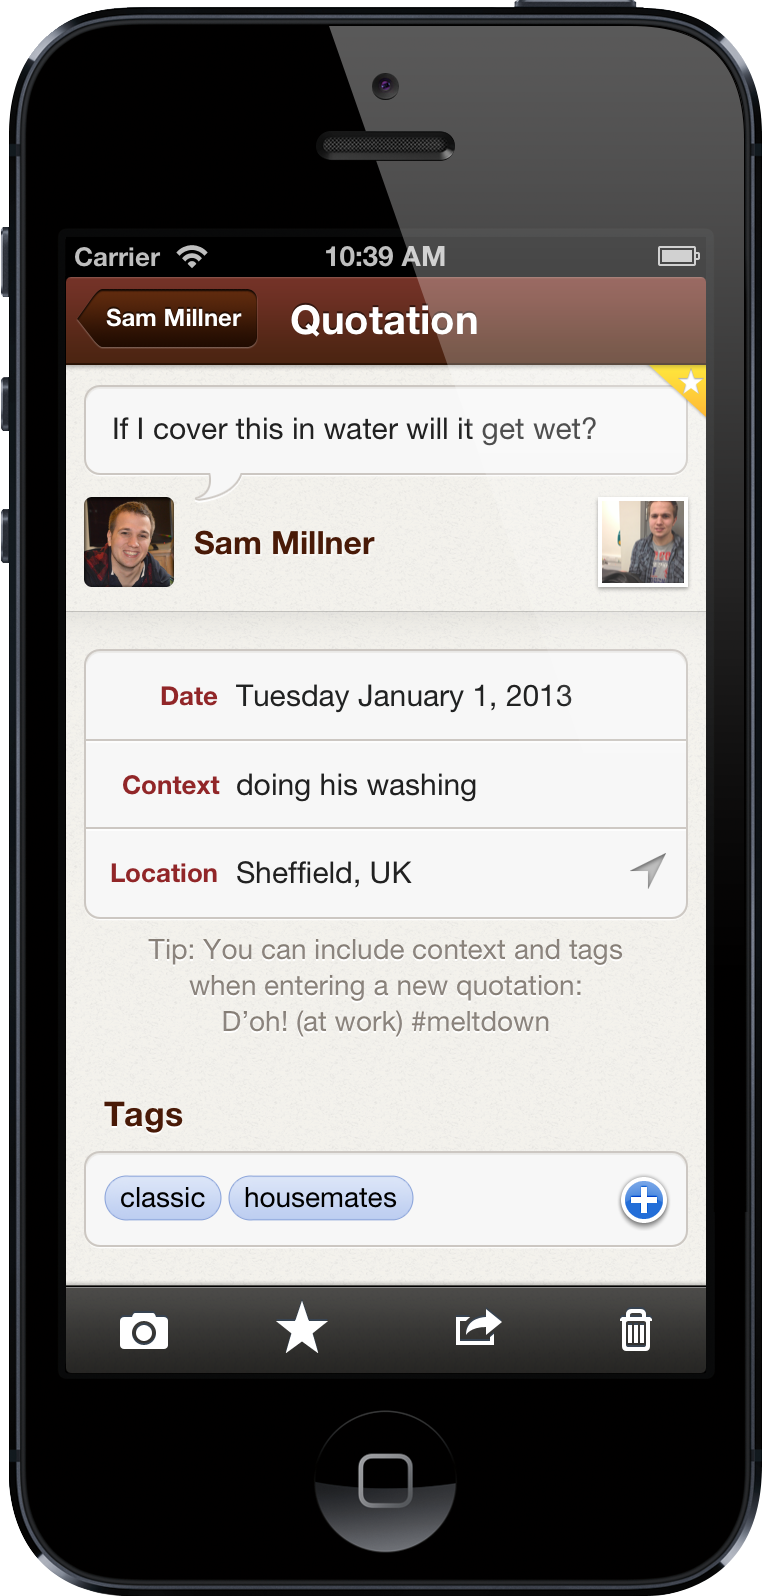 Carrier 10:39 AM
Sam Millner Quotation
If I cover this in water will it get wet?
Sam Millner
Date Tuesday January 1, 2013
Context doing his washing
Location Sheffield, UK
Tip: You can include context and tags
when entering a new quotation:
D’oh! (at work) #meltdown
Tags
classic housemates